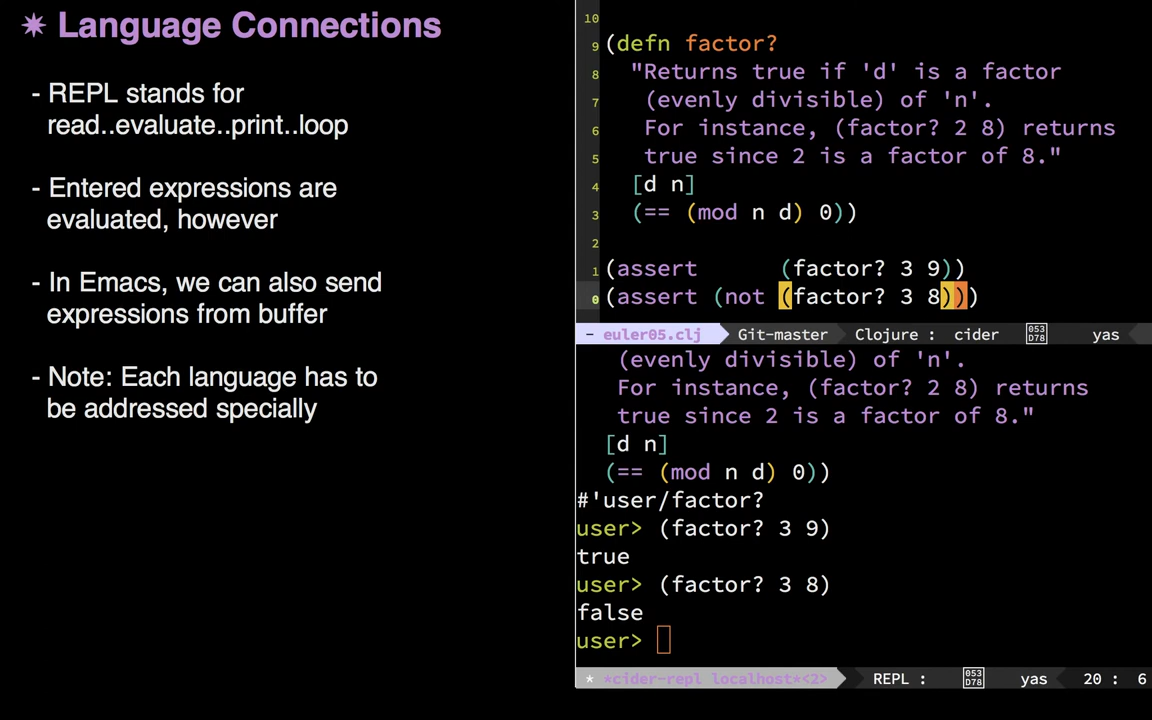 ✷ Language Connections
- REPL stands for
read..evaluate..print..loop
- Entered expressions are
evaluated, however
- In Emacs, we can also send
expressions from buffer
- Note: Each language has to
be addressed specially
10
9 (defn factor?
8 "Returns true if 'd' is a factor
7 (evenly divisible) of 'n'.
6 For instance, (factor? 2 8) returns
5 true since 2 is a factor of 8."
4 [d n]
3 (== (mod n d) 0))
2
1 (assert (factor? 3 9))
0 (assert (not (factor? 3 8)))
- euler05.clj Git-master Clojure : cider 053D78 yas
(evenly divisible) of 'n'.
For instance, (factor? 2 8) returns
true since 2 is a factor of 8."
[d n]
(== (mod n d) 0))
#'user/factor?
user> (factor? 3 9)
true
user> (factor? 3 8)
false
user>
* *cider-repl localhost*<2> REPL : 053D78 yas 20 : 6